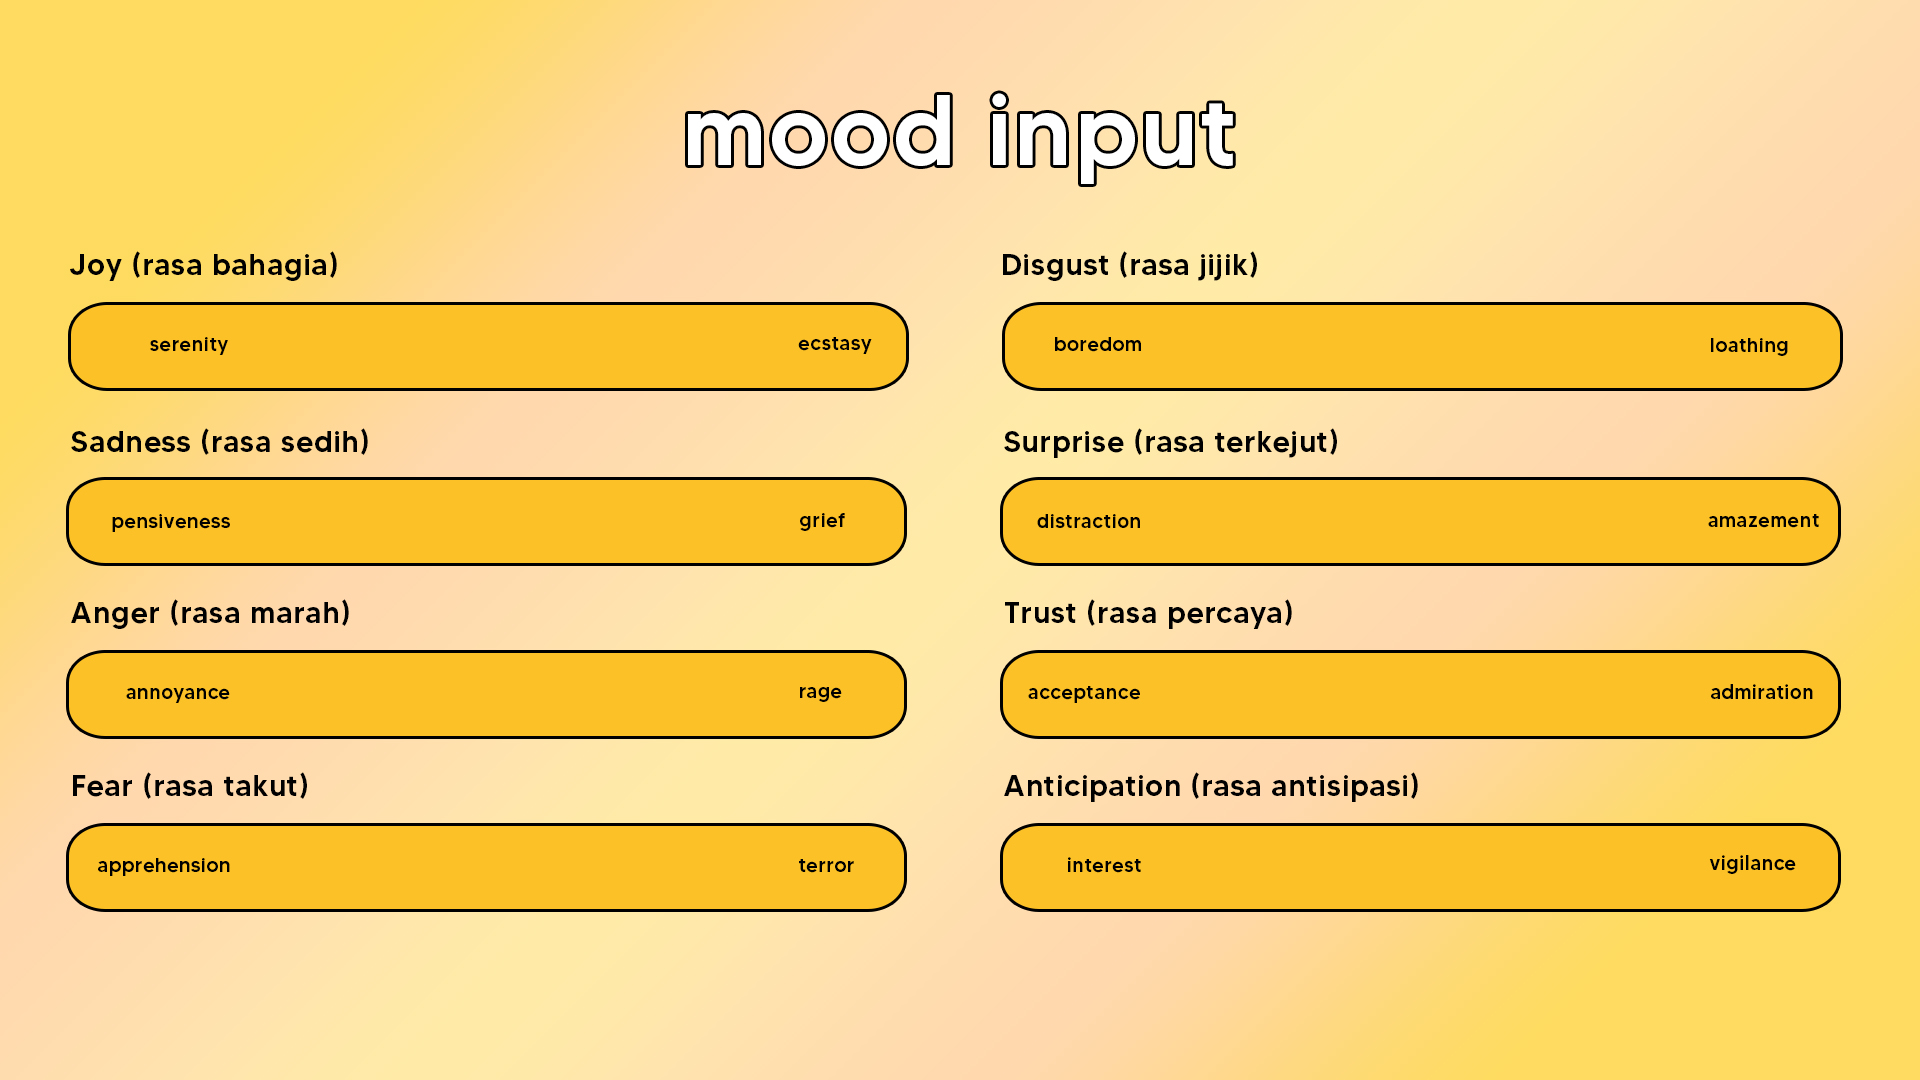 mood input
Joy (rasa bahagia)
serenity ecstasy
Sadness (rasa sedih)
pensiveness grief
Anger (rasa marah)
annoyance rage
Fear (rasa takut)
apprehension terror
Disgust (rasa jijik)
boredom loathing
Surprise (rasa terkejut)
distraction amazement
Trust (rasa percaya)
acceptance admiration
Anticipation (rasa antisipasi)
interest vigilance